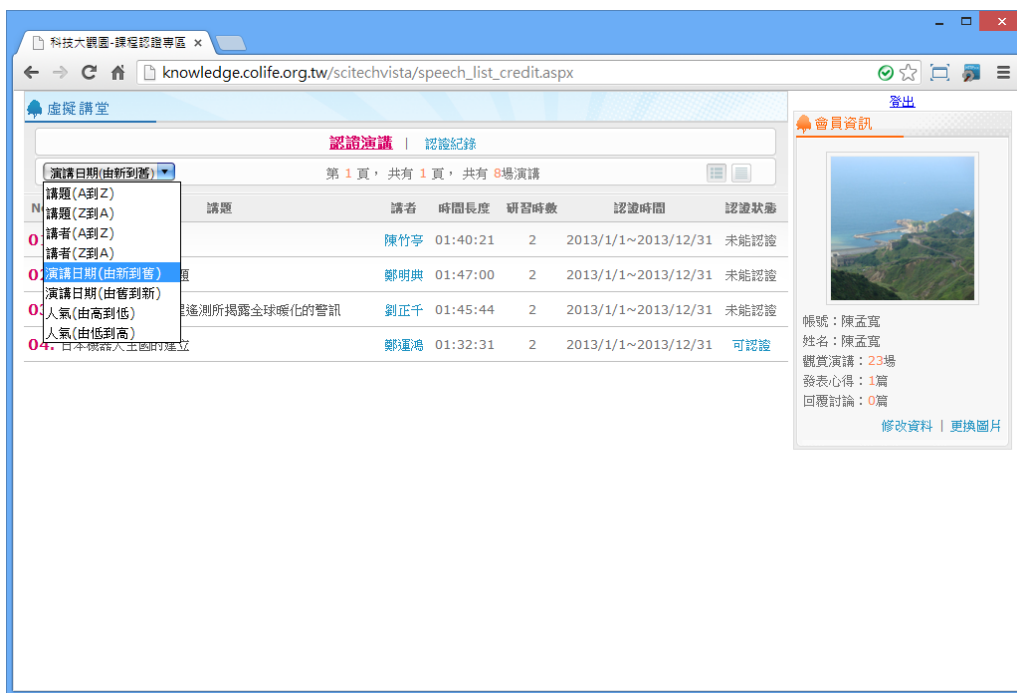 科技大觀園-課程認證專區
knowledge.colife.org.tw/scitechvista/speech_list_credit.aspx
虛擬講堂
認證演講 | 認證紀錄
演講日期(由新到舊)
第 1 頁, 共有 1 頁, 共有 8場演講
講題(A到Z)
講題(Z到A)
講者(A到Z)
講者(Z到A)
演講日期(由新到舊)
演講日期(由舊到新)
人氣(由高到低)
人氣(由低到高)
講題 講者 時間長度 研習時數 認證時間 認證狀態
陳竹亭 01:40:21 2 2013/1/1~2013/12/31 未能認證
題 鄭明典 01:47:00 2 2013/1/1~2013/12/31 未能認證
遙測所揭露全球暖化的警訊 劉正千 01:45:44 2 2013/1/1~2013/12/31 未能認證
04. 日本機器人王國的建立 鄭運鴻 01:32:31 2 2013/1/1~2013/12/31 可認證
登出
會員資訊
帳號:陳孟寬
姓名:陳孟寬
觀賞演講:23場
發表心得:1篇
回覆討論:0篇
修改資料 | 更換圖片